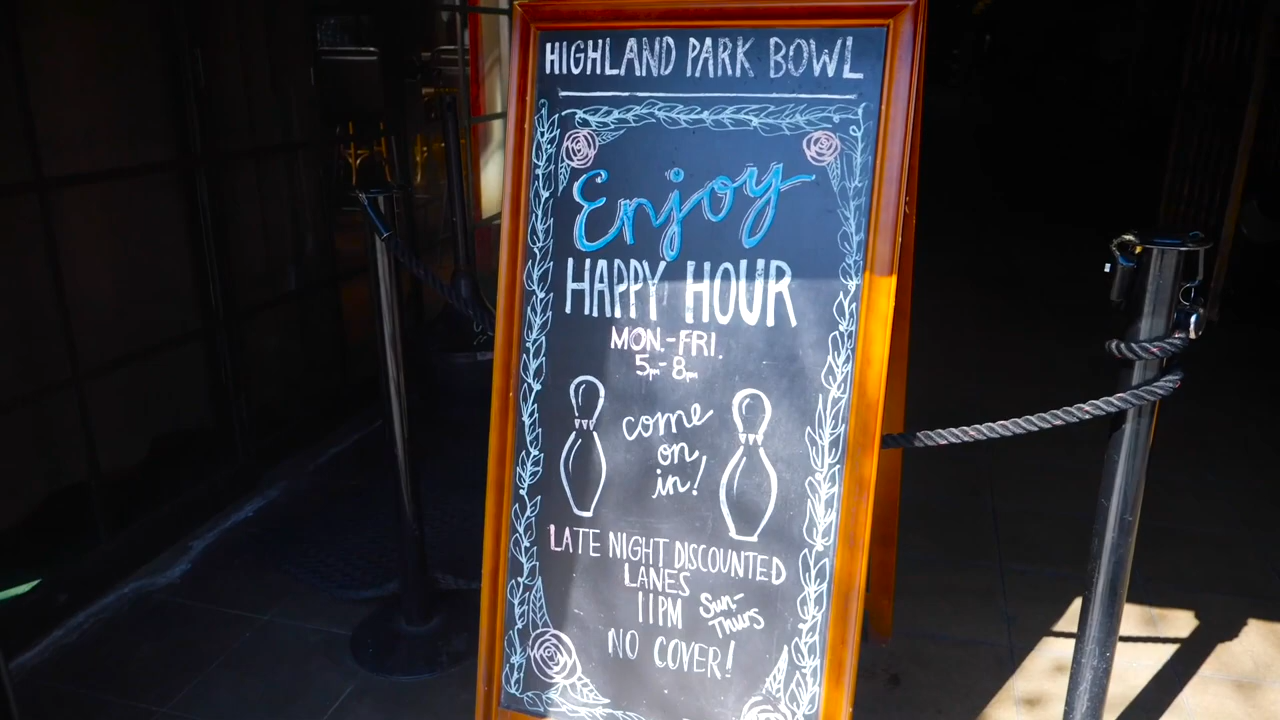 HIGHLAND PARK BOWL
Enjoy
HAPPY HOUR
MON.-FRI.
5pm-8pm
come
on
in!
LATE NIGHT DISCOUNTED
LANES
11PM Sun-
Thurs
NO COVER!